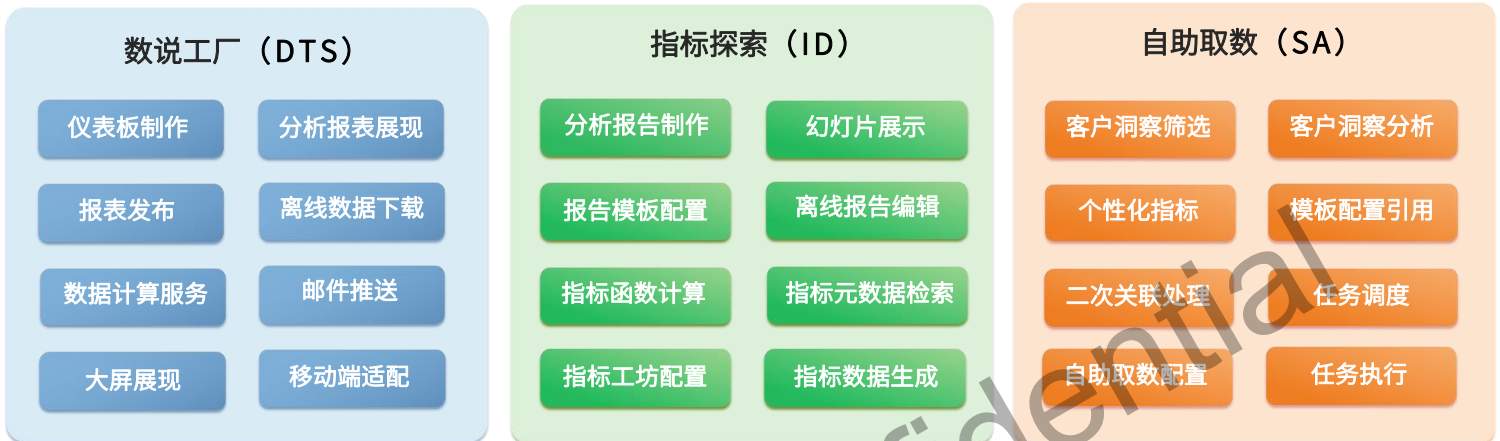 数说工厂（DTS）
仪表板制作
分析报表展现
报表发布
离线数据下载
数据计算服务
邮件推送
大屏展现
移动端适配
指标探索（ID）
分析报告制作
幻灯片展示
报告模板配置
离线报告编辑
指标函数计算
指标元数据检索
指标工坊配置
指标数据生成
自助取数（SA）
客户洞察筛选
客户洞察分析
个性化指标
模板配置引用
二次关联处理
任务调度
自助取数配置
任务执行
fidential